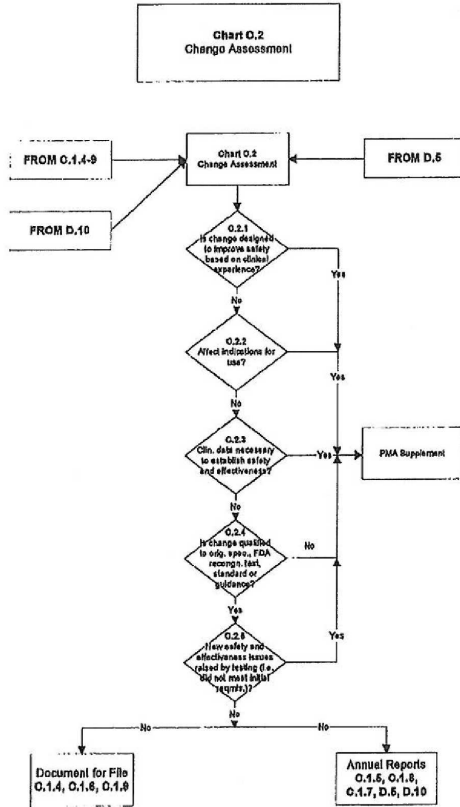 Chart C.2
Change Assessment
FROM C.1.4-9
Chart C.2
Change Assessment
FROM D.5
FROM D.10
C.2.1
Is change designed
to improve safety
based on clinical
experience?
Yes
No
C.2.2
Affect indications for
use?
Yes
No
C.2.3
Clin. data necessary
to establish safety
and effectiveness?
Yes
PMA Supplement
No
C.2.4
Is change qualified
to orig. spec., FDA
recongn. test,
standard or
guidance?
No
Yes
C.2.5
New safety and
effectiveness issues
raised by testing (i.e.
did not meet initial
reqmts.)?
Yes
No
No
No
Document for File
C.1.4, C.1.6, C.1.9
Annual Reports
C.1.5, C.1.8,
C.1.7, D.5, D.10